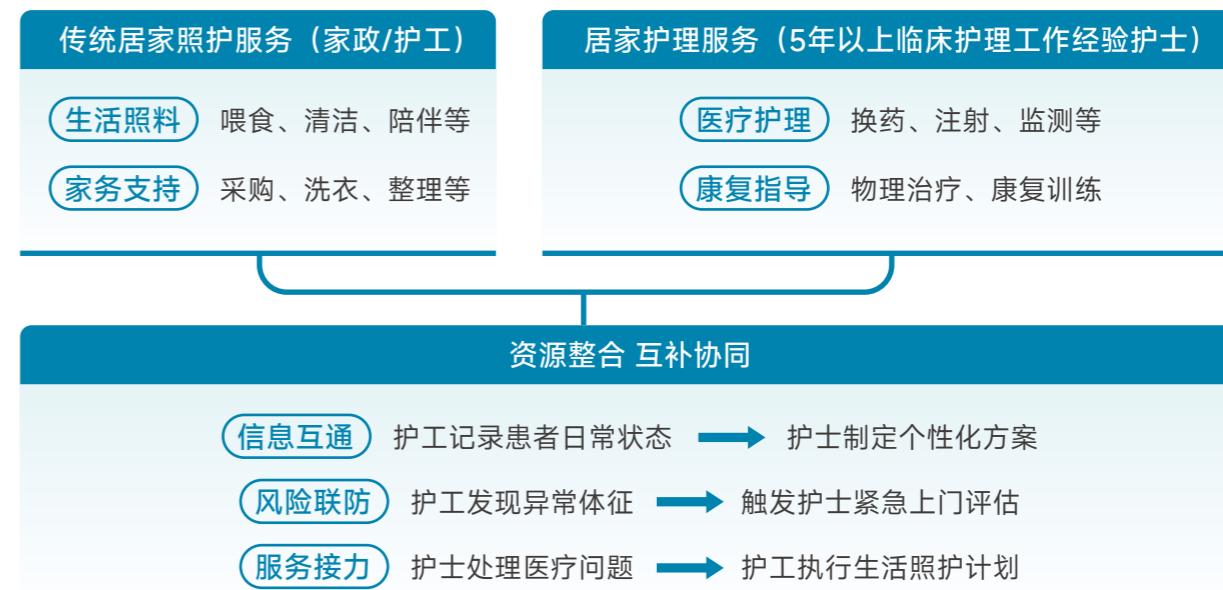 传统居家照护服务（家政/护工）
生活照料 喂食、清洁、陪伴等
家务支持 采购、洗衣、整理等
居家护理服务（5年以上临床护理工作经验护士）
医疗护理 换药、注射、监测等
康复指导 物理治疗、康复训练
资源整合 互补协同
信息互通 护工记录患者日常状态 护士制定个性化方案
风险联防 护工发现异常体征 触发护士紧急上门评估
服务接力 护士处理医疗问题 护工执行生活照护计划